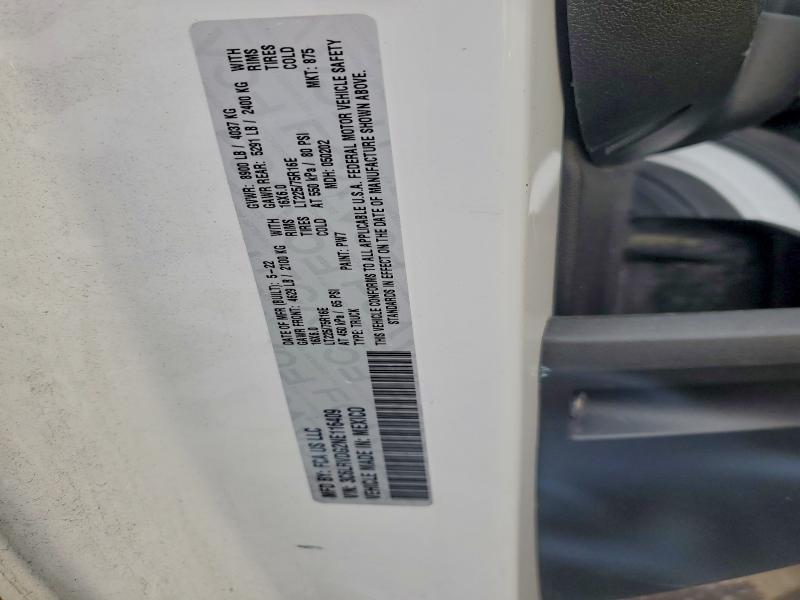 MFD BY: FCA US LLC DATE OF MFR (BUILT): 5-22 GVWR: 8900 LB / 4037 KG
GAWR FRONT: 4629 LB / 2100 KG WITH GAWR REAR: 5291 LB / 2400 KG WITH
16X6.0 RIMS 16X6.0 RIMS
LT225/75R16E TIRES LT225/75R16E TIRES
AT 450 kPa / 65 PSI COLD AT 550 kPa / 80 PSI COLD
VIN: 3C6LRVDG2NE116409 TYPE: TRUCK PAINT: PW7 MDH: 050202 MKT: 875
VEHICLE MADE IN: MEXICO THIS VEHICLE CONFORMS TO ALL APPLICABLE U.S.A. FEDERAL MOTOR VEHICLE SAFETY
STANDARDS IN EFFECT ON THE DATE OF MANUFACTURE SHOWN ABOVE.